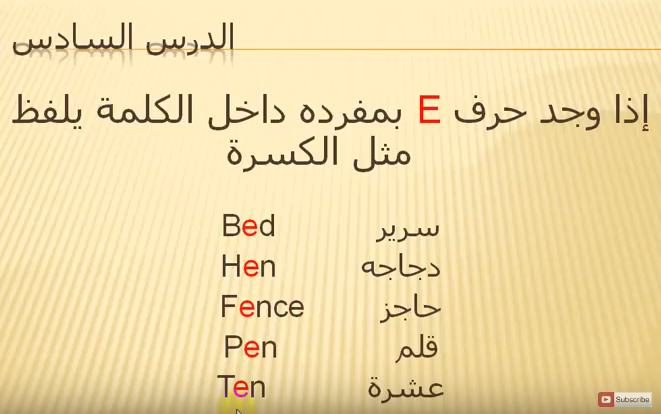 الدرس السادس
إذا وجد حرف E بمفرده داخل الكلمة يلفظ
مثل الكسرة
Bed سرير
Hen دجاجه
Fence حاجز
Pen قلم
Ten عشرة
Subscribe